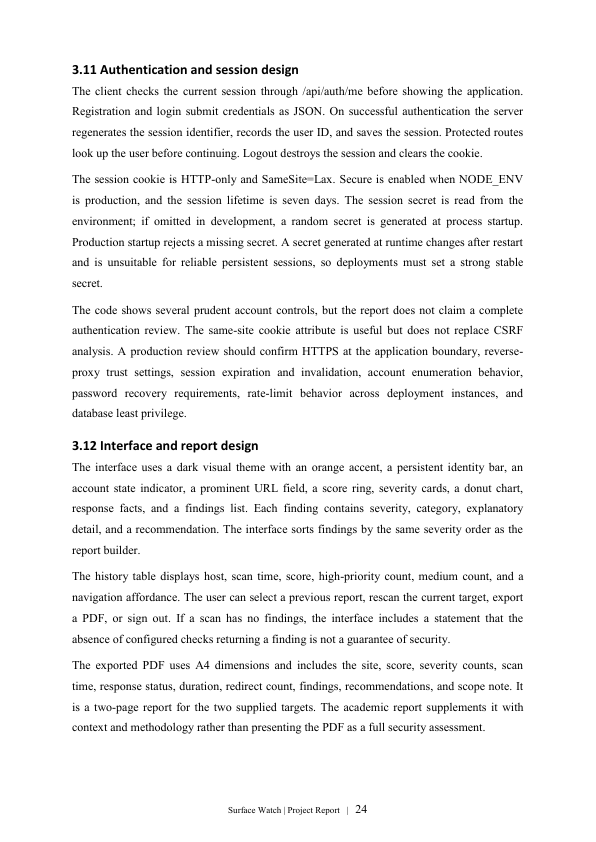 3.11 Authentication and session design
The client checks the current session through /api/auth/me before showing the application.
Registration and login submit credentials as JSON. On successful authentication the server
regenerates the session identifier, records the user ID, and saves the session. Protected routes
look up the user before continuing. Logout destroys the session and clears the cookie.
The session cookie is HTTP-only and SameSite=Lax. Secure is enabled when NODE_ENV
is production, and the session lifetime is seven days. The session secret is read from the
environment; if omitted in development, a random secret is generated at process startup.
Production startup rejects a missing secret. A secret generated at runtime changes after restart
and is unsuitable for reliable persistent sessions, so deployments must set a strong stable
secret.
The code shows several prudent account controls, but the report does not claim a complete
authentication review. The same-site cookie attribute is useful but does not replace CSRF
analysis. A production review should confirm HTTPS at the application boundary, reverse-
proxy trust settings, session expiration and invalidation, account enumeration behavior,
password recovery requirements, rate-limit behavior across deployment instances, and
database least privilege.
3.12 Interface and report design
The interface uses a dark visual theme with an orange accent, a persistent identity bar, an
account state indicator, a prominent URL field, a score ring, severity cards, a donut chart,
response facts, and a findings list. Each finding contains severity, category, explanatory
detail, and a recommendation. The interface sorts findings by the same severity order as the
report builder.
The history table displays host, scan time, score, high-priority count, medium count, and a
navigation affordance. The user can select a previous report, rescan the current target, export
a PDF, or sign out. If a scan has no findings, the interface includes a statement that the
absence of configured checks returning a finding is not a guarantee of security.
The exported PDF uses A4 dimensions and includes the site, score, severity counts, scan
time, response status, duration, redirect count, findings, recommendations, and scope note. It
is a two-page report for the two supplied targets. The academic report supplements it with
context and methodology rather than presenting the PDF as a full security assessment.
Surface Watch | Project Report | 24